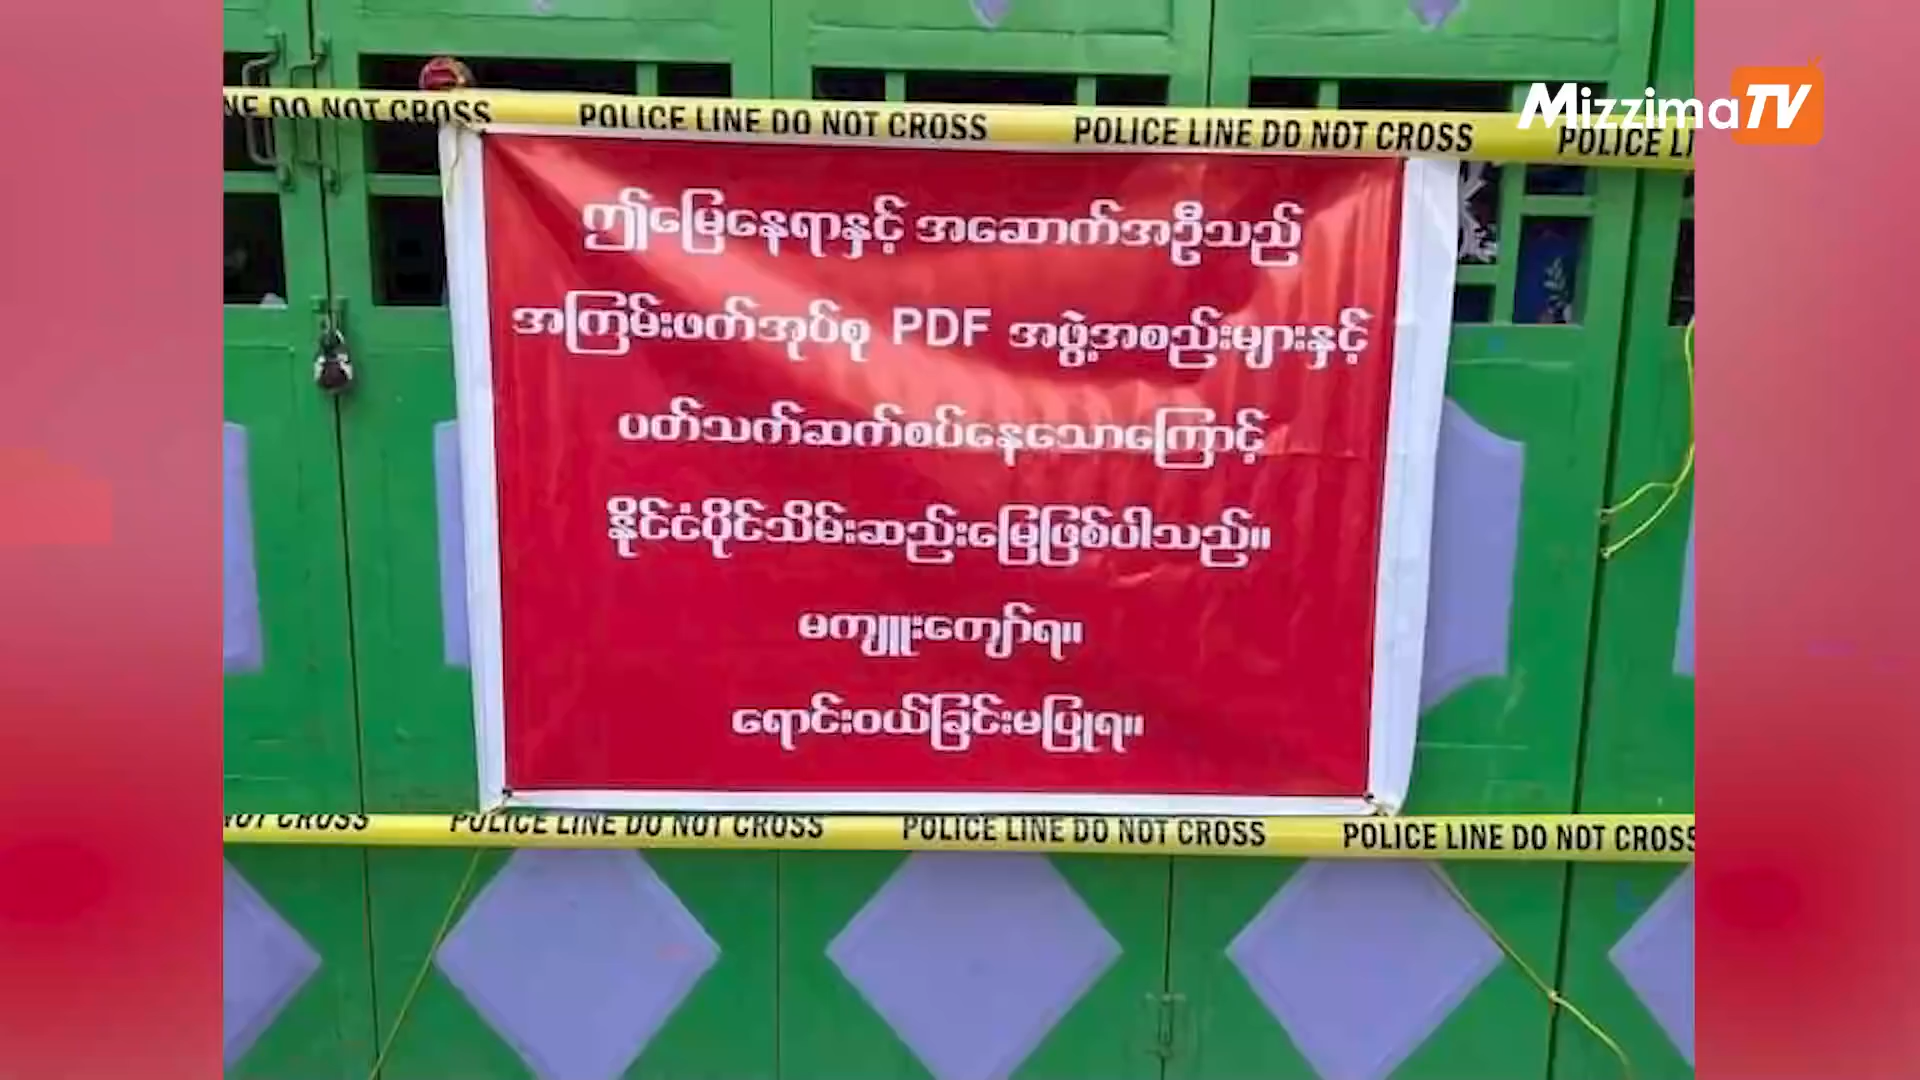 MizzimaTV
NE DO NOT CROSS POLICE LINE DO NOT CROSS POLICE LINE DO NOT CROSS POLICE LI
ဤမြေနေရာနှင့် အဆောက်အဦသည်
အကြမ်းဖက်အုပ်စု PDF အဖွဲ့အစည်းများနှင့်
ပတ်သက်ဆက်စပ်နေသောကြောင့်
နိုင်ငံပိုင်သိမ်းဆည်းမြေဖြစ်ပါသည်။
မကျူးကျော်ရ။
ရောင်းဝယ်ခြင်းမပြုရ။
NOT CROSS POLICE LINE DO NOT CROSS POLICE LINE DO NOT CROSS POLICE LINE DO NOT CROSS